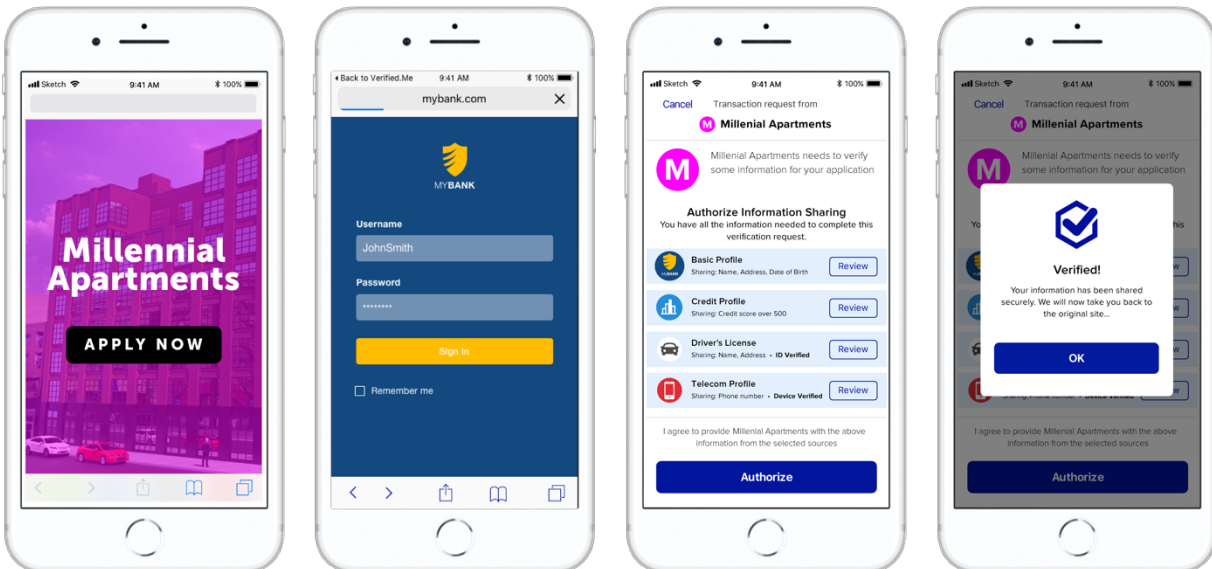 Sketch 9:41 AM 100%
Millennial
Apartments
APPLY NOW
Back to Verified.Me 9:41 AM 100%
mybank.com
MYBANK
Username
JohnSmith
Password
********
Sign In
Remember me
Sketch 9:41 AM 100%
Cancel Transaction request from
M Millenial Apartments
M
Millenial Apartments needs to verify
some information for your application
Authorize Information Sharing
You have all the information needed to complete this
verification request.
MYBANK
Basic Profile
Sharing: Name, Address, Date of Birth
Review
Credit Profile
Sharing: Credit score over 500
Review
Driver's License
Sharing: Name, Address • ID Verified
Review
Telecom Profile
Sharing: Phone number • Device Verified
Review
I agree to provide Millenial Apartments with the above
information from the selected sources
Authorize
Sketch 9:41 AM 100%
Cancel Transaction request from
M Millenial Apartments
M
Millenial Apartments needs to verify
some information for your application
Verified!
Your information has been shared
securely. We will now take you back to
the original site...
OK
I agree to provide Millenial Apartments with the above
information from the selected sources
Authorize